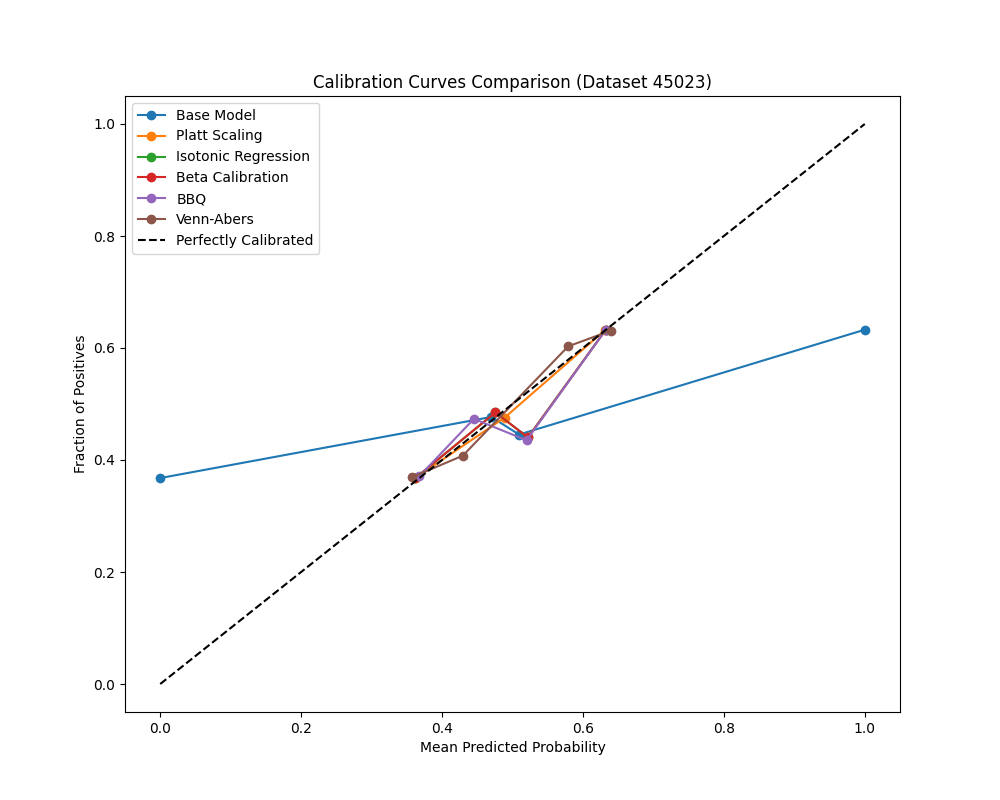 Calibration Curves Comparison (Dataset 45023)
Base Model
Platt Scaling
Isotonic Regression
Beta Calibration
BBQ
Venn-Abers
Perfectly Calibrated
Fraction of Positives
1.0
0.8
0.6
0.4
0.2
0.0
0.0 0.2 0.4 0.6 0.8 1.0
Mean Predicted Probability